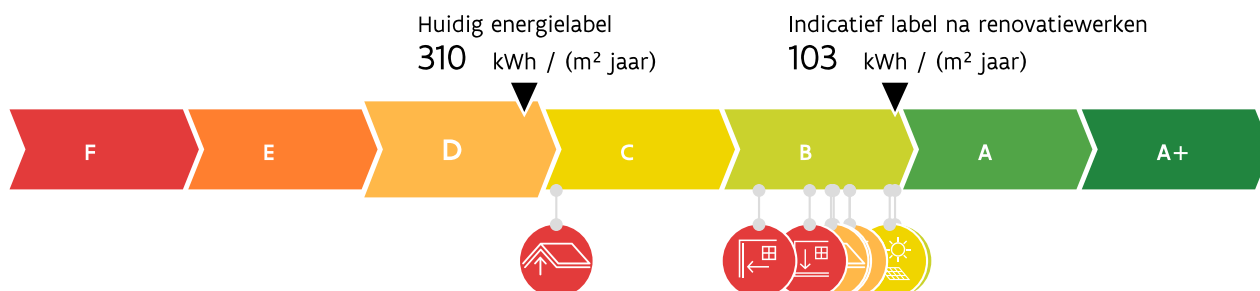 Huidig energielabel
310 kWh / (m² jaar)
Indicatief label na renovatiewerken
103 kWh / (m² jaar)
F E D C B A A+